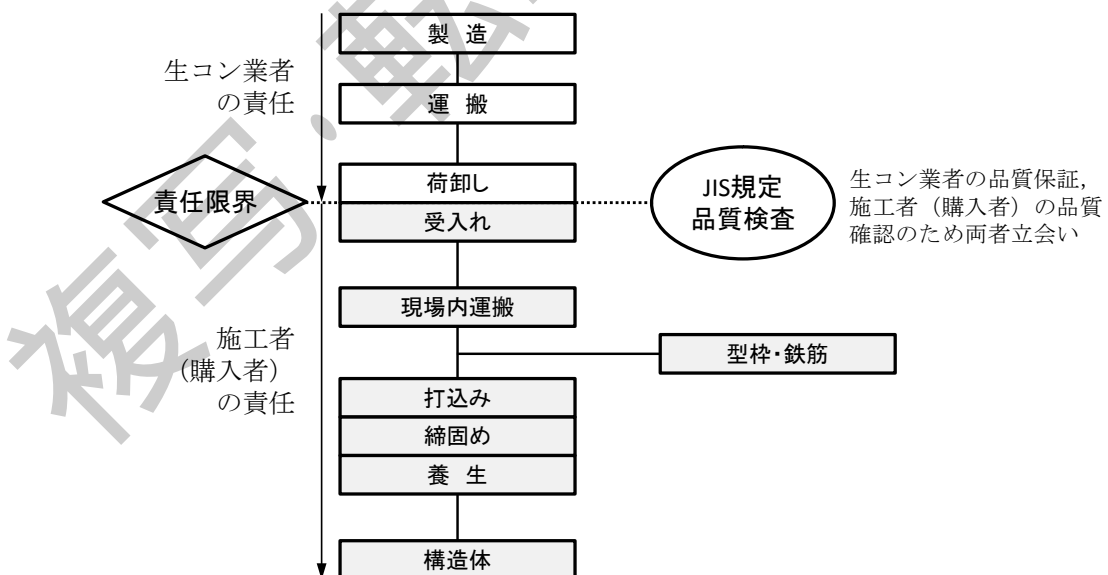 製 造
生コン業者
の責任
運 搬
責任限界
荷卸し
受入れ
JIS規定
品質検査
生コン業者の品質保証,
施工者（購入者）の品質
確認のため両者立会い
現場内運搬
施工者
（購入者）
の責任
型枠・鉄筋
打込み
締固め
養 生
構造体
複写・転